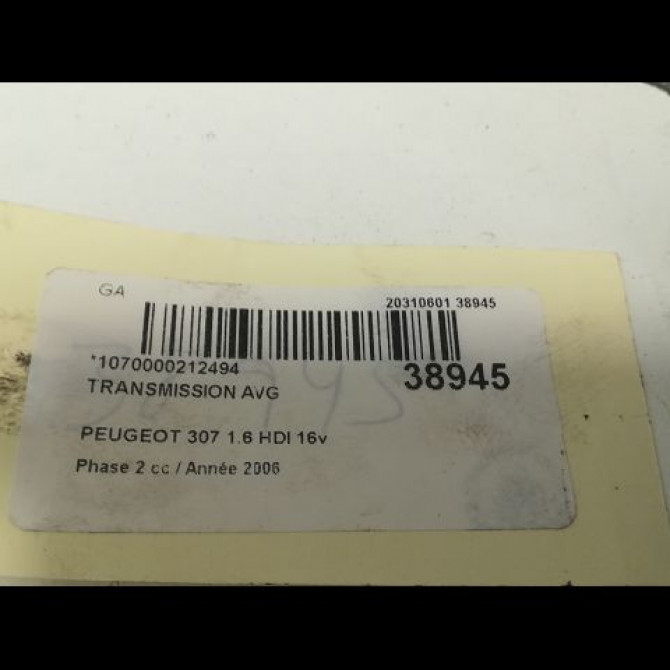 GA
20310601 38945
*1070000212494
38945
TRANSMISSION AVG
PEUGEOT 307 1.6 HDI 16v
Phase 2 cc / Année 2006